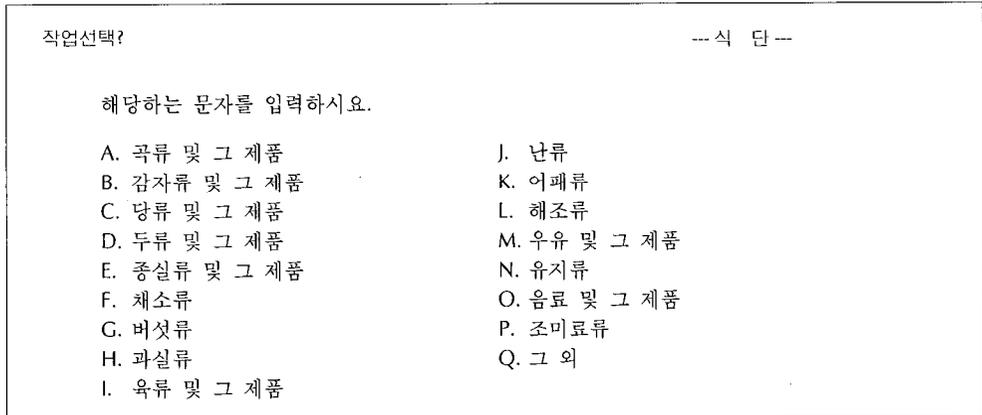 작업선택?
--- 식 단 ---
해당하는 문자를 입력하시요.
A. 곡류 및 그 제품
B. 감자류 및 그 제품
C. 당류 및 그 제품
D. 두류 및 그 제품
E. 종실류 및 그 제품
F. 채소류
G. 버섯류
H. 과실류
I. 육류 및 그 제품
J. 난류
K. 어패류
L. 해조류
M. 우유 및 그 제품
N. 유지류
O. 음료 및 그 제품
P. 조미료류
Q. 그 외